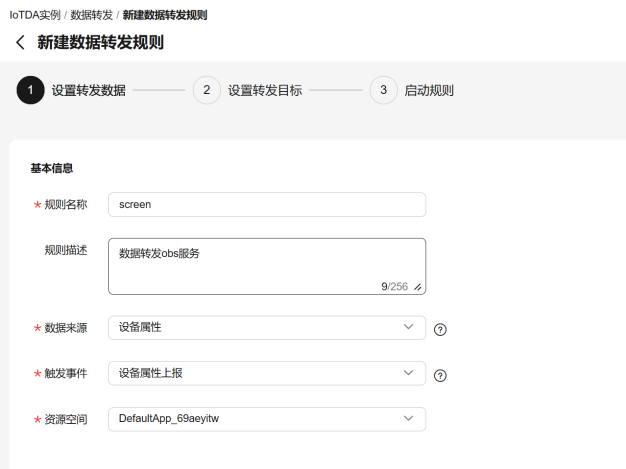 IoTDA实例 / 数据转发 / 新建数据转发规则
新建数据转发规则
1 设置转发数据 2 设置转发目标 3 启动规则
基本信息
* 规则名称 screen
规则描述 数据转发obs服务
9/256
* 数据来源 设备属性 ?
* 触发事件 设备属性上报 ?
* 资源空间 DefaultApp_69aeyitw